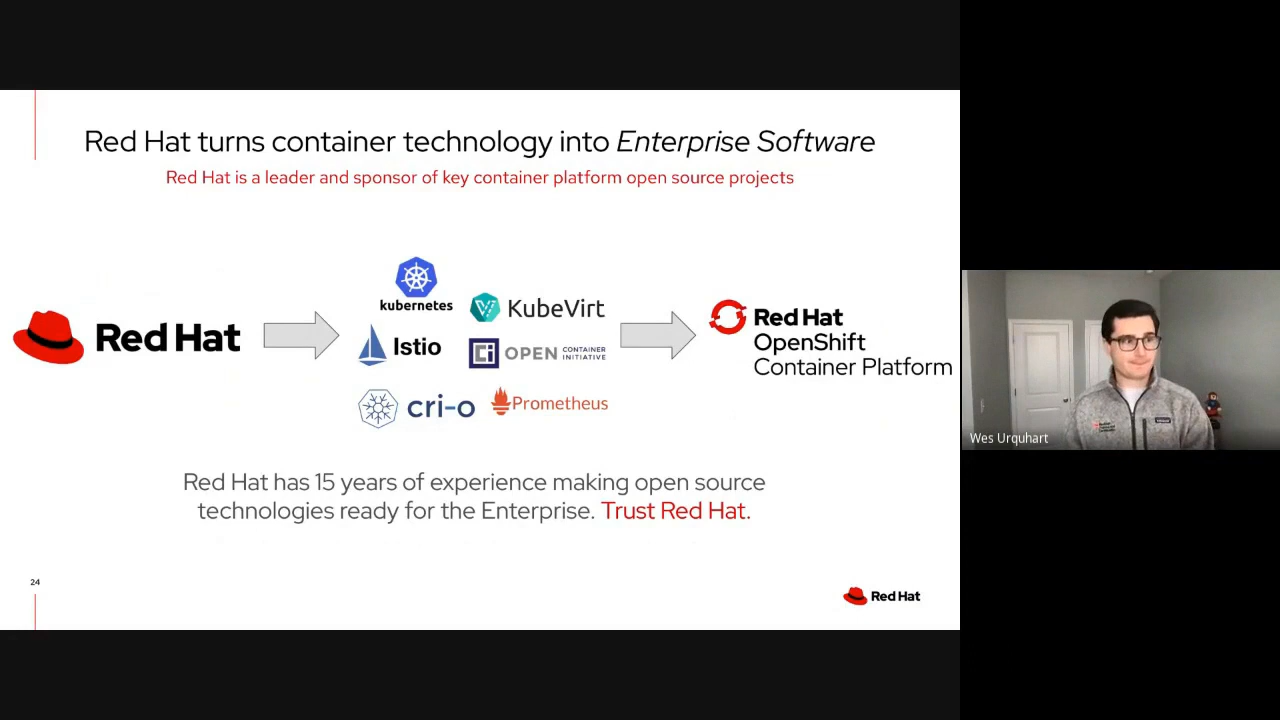 Red Hat turns container technology into Enterprise Software
Red Hat is a leader and sponsor of key container platform open source projects
Red Hat
kubernetes
KubeVirt
Istio
OPEN CONTAINER INITIATIVE
cri-o
Prometheus
Red Hat
OpenShift
Container Platform
Red Hat has 15 years of experience making open source
technologies ready for the Enterprise. Trust Red Hat.
24
Red Hat
Wes Urquhart